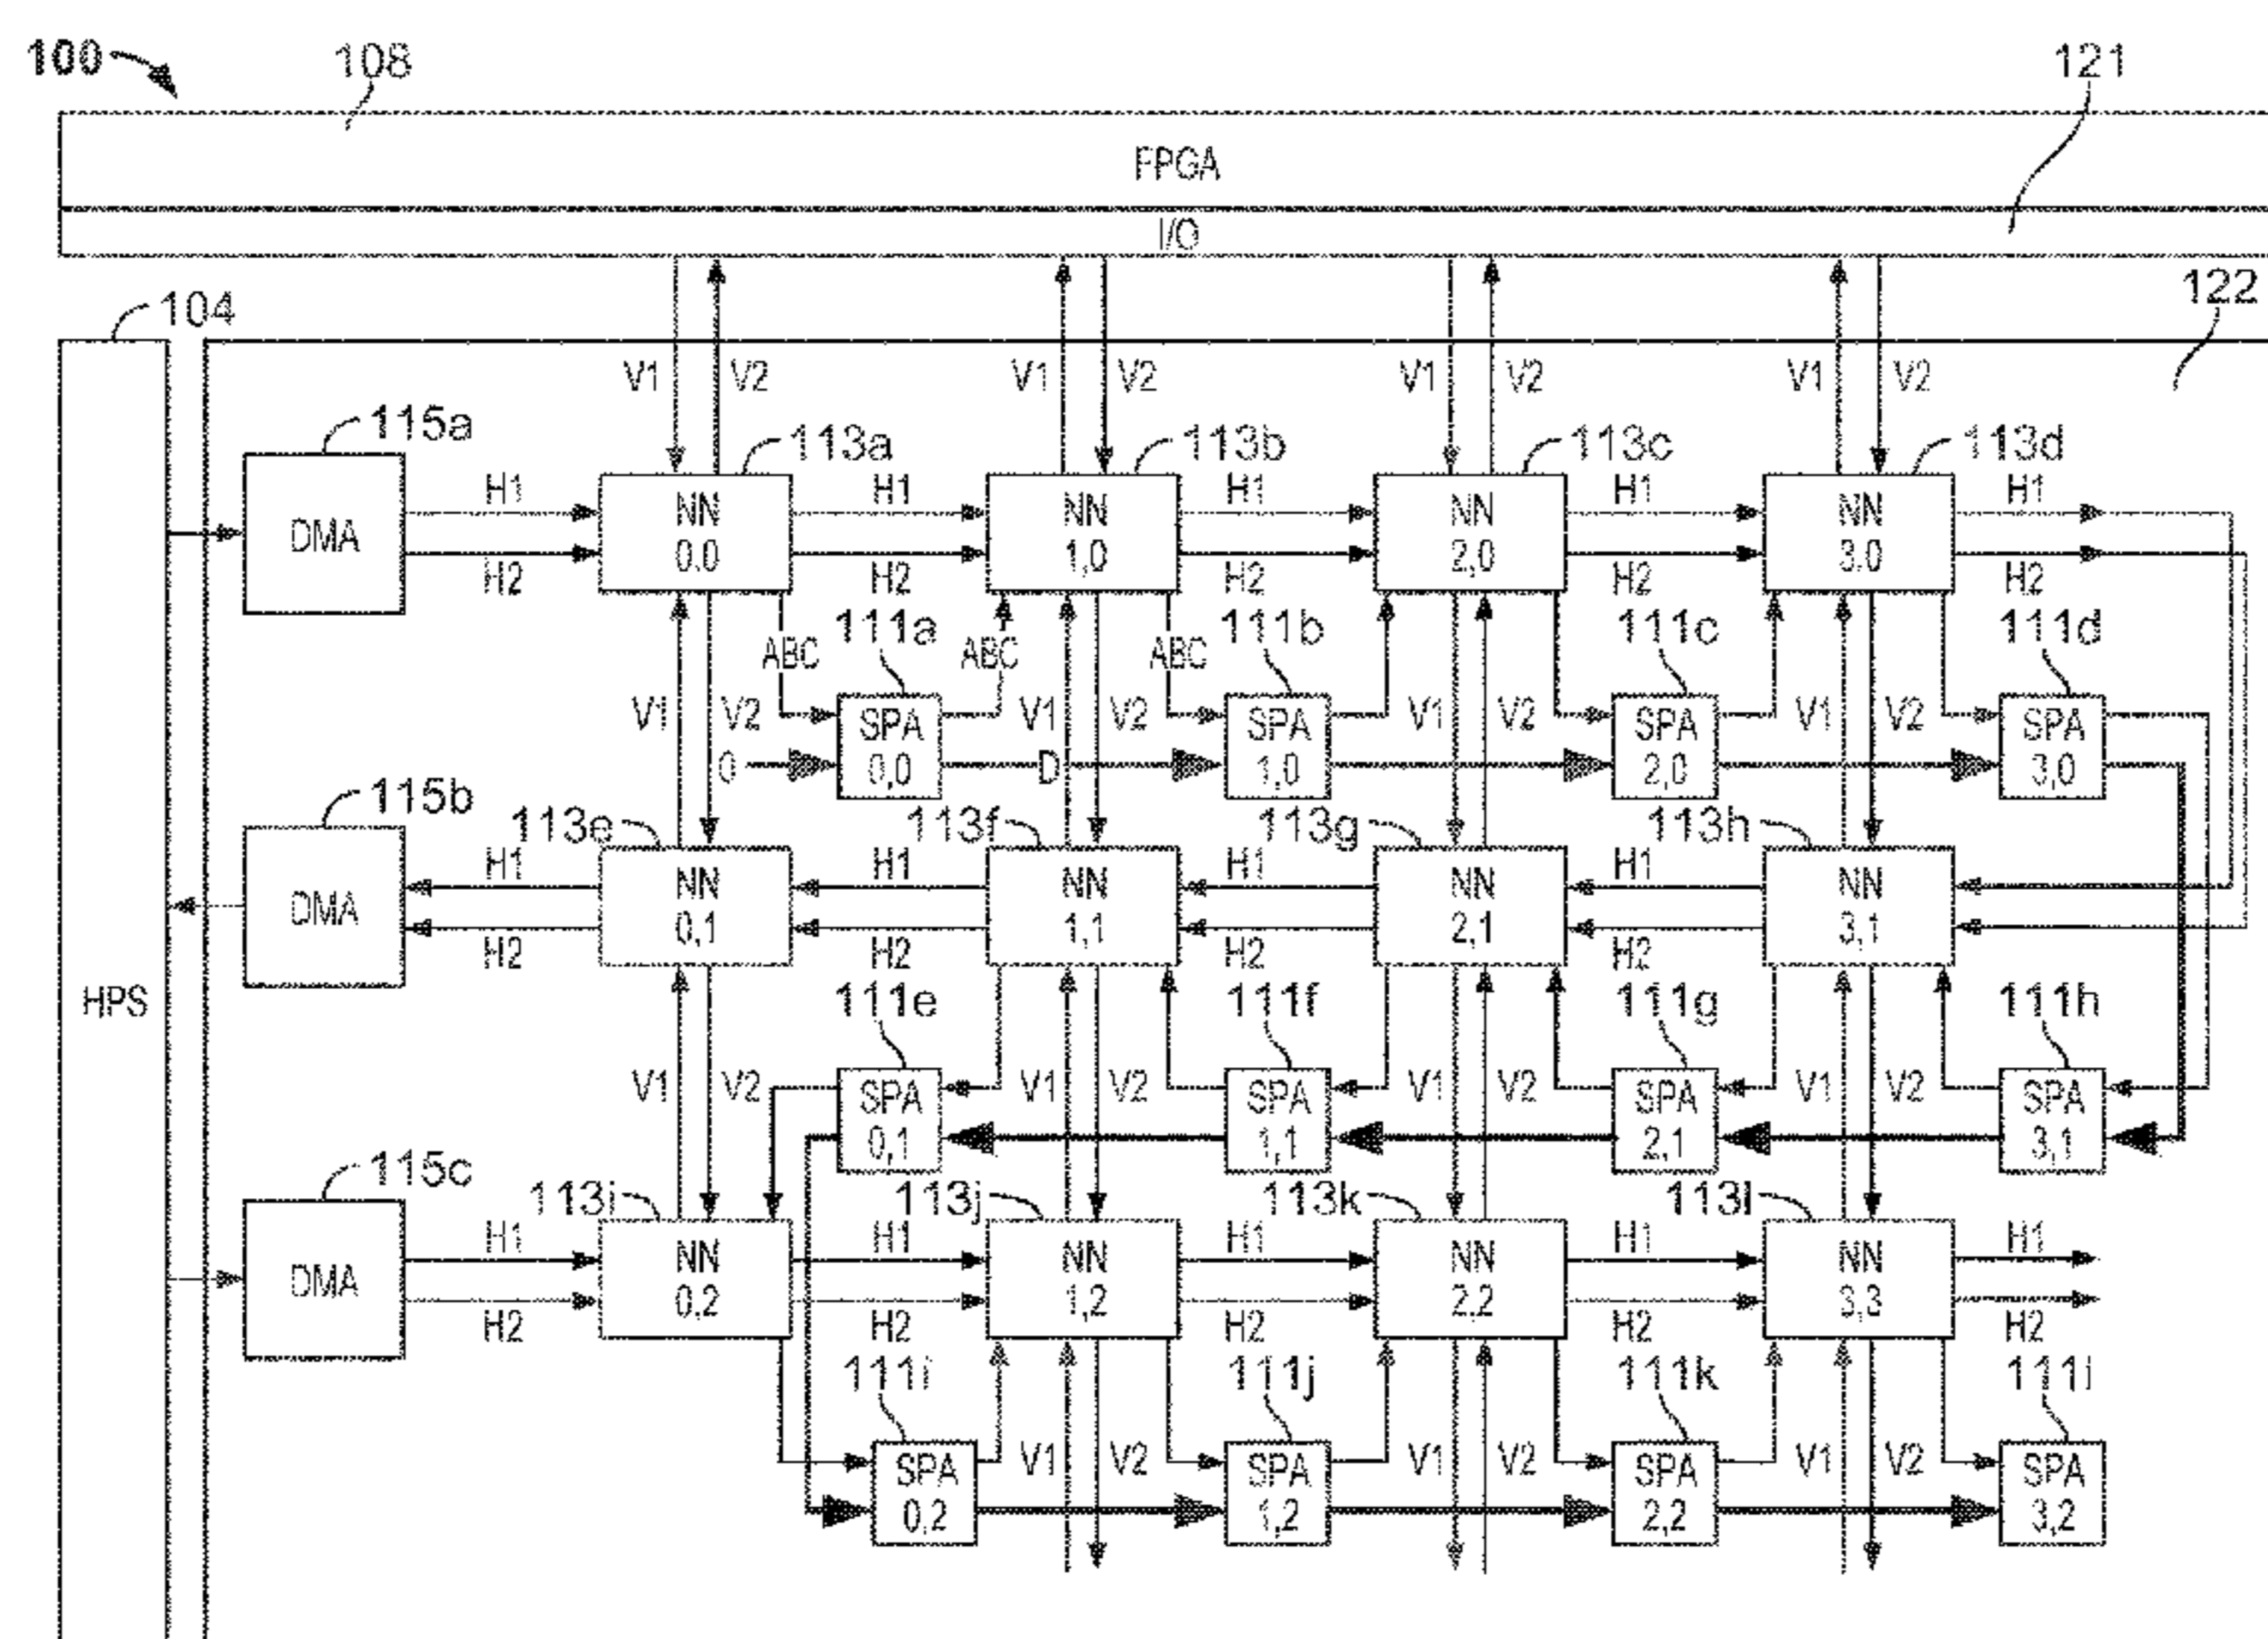 100 108 121
FPGA
I/O
104 122
V1 V2 V1 V2 V1 V2 V1 V2
115a 113a 113b 113c 113d
H1 H1 H1 H1 H1
DMA NN NN NN NN
0,0 1,0 2,0 3,0
H2 H2 H2 H2 H2
111a 111b 111c 111d
ABC ABC ABC
V1 V2 SPA V1 V2 SPA V1 V2 SPA V1 V2 SPA
0 0,0 D 1,0 2,0 3,0
115b 113e 113f 113g 113h
H1 H1 H1 H1
DMA NN NN NN NN
0,1 1,1 2,1 3,1
H2 H2 H2 H2
HPS 111e 111f 111g 111h
V1 V2 SPA V1 V2 SPA V1 V2 SPA V1 V2 SPA
0,1 1,1 2,1 3,1
115c 113i 113j 113k 113l
H1 H1 H1 H1 H1
DMA NN NN NN NN
0,2 1,2 2,2 3,3
H2 H2 H2 H2 H2
111i 111j 111k 111l
SPA V1 V2 SPA V1 V2 SPA V1 V2 SPA
0,2 1,2 2,2 3,2